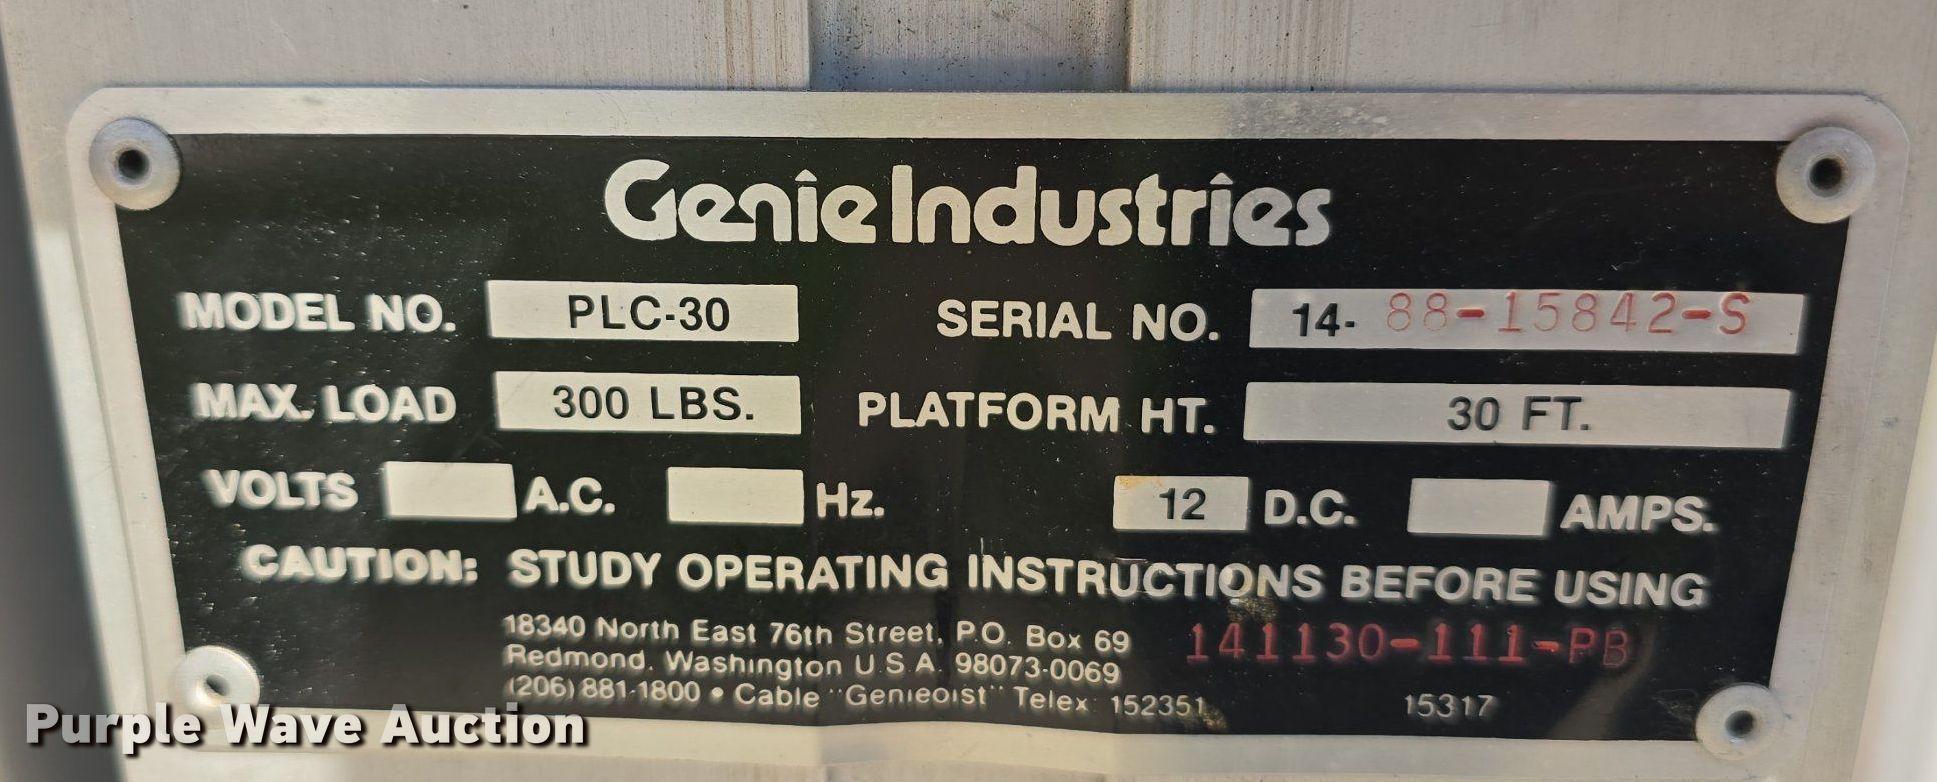 Genie Industries
MODEL NO. PLC-30 SERIAL NO. 14- 88-15842-S
MAX. LOAD 300 LBS. PLATFORM HT. 30 FT.
VOLTS A.C. Hz. 12 D.C. AMPS.
CAUTION: STUDY OPERATING INSTRUCTIONS BEFORE USING
18340 North East 76th Street, P.O. Box 69 141130-111-PB
Redmond, Washington U.S.A. 98073-0069
(206) 881-1800 • Cable "Genieoist" Telex: 152351 15317
Purple Wave Auction